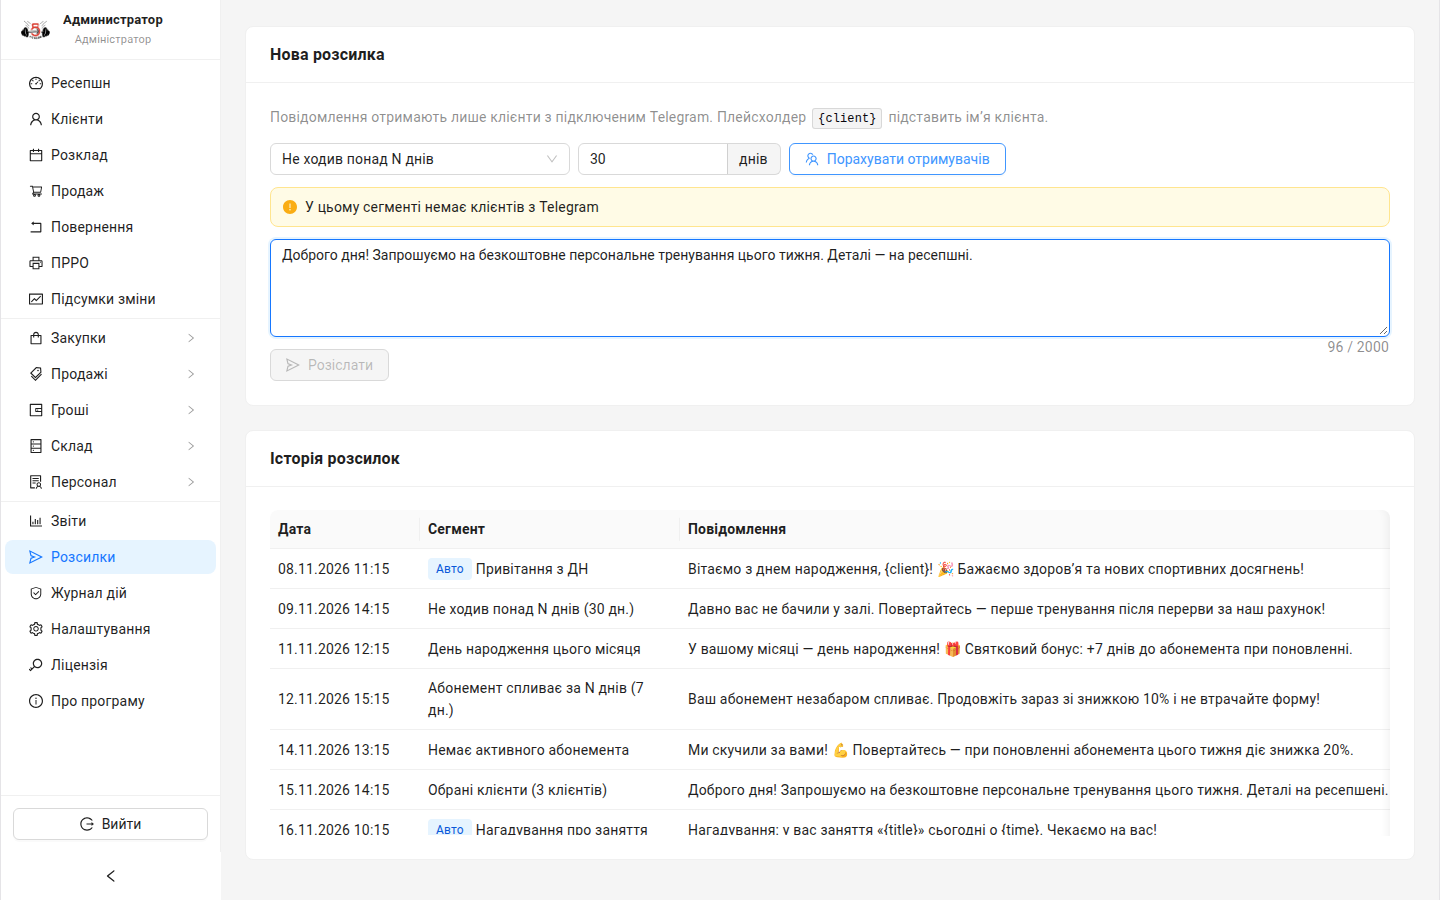 Администратор
Адміністратор
Ресепшн
Клієнти
Розклад
Продаж
Повернення
ПРРО
Підсумки зміни
Закупки
Продажі
Гроші
Склад
Персонал
Звіти
Розсилки
Журнал дій
Налаштування
Ліцензія
Про програму
Вийти
Нова розсилка
Повідомлення отримають лише клієнти з підключеним Telegram. Плейсхолдер {client} підставить ім’я клієнта.
Не ходив понад N днів 30 днів Порахувати отримувачів
У цьому сегменті немає клієнтів з Telegram
Доброго дня! Запрошуємо на безкоштовне персональне тренування цього тижня. Деталі — на ресепшні.
96 / 2000
Розіслати
Історія розсилок
Дата Сегмент Повідомлення
08.11.2026 11:15 Авто Привітання з ДН Вітаємо з днем народження, {client}! 🎉 Бажаємо здоров’я та нових спортивних досягнень!
09.11.2026 14:15 Не ходив понад N днів (30 дн.) Давно вас не бачили у залі. Повертайтесь — перше тренування після перерви за наш рахунок!
11.11.2026 12:15 День народження цього місяця У вашому місяці — день народження! 🎁 Святковий бонус: +7 днів до абонемента при поновленні.
12.11.2026 15:15 Абонемент спливає за N днів (7 дн.) Ваш абонемент незабаром спливає. Продовжіть зараз зі знижкою 10% і не втрачайте форму!
14.11.2026 13:15 Немає активного абонемента Ми скучили за вами! 💪 Повертайтесь — при поновленні абонемента цього тижня діє знижка 20%.
15.11.2026 14:15 Обрані клієнти (3 клієнтів) Доброго дня! Запрошуємо на безкоштовне персональне тренування цього тижня. Деталі на ресепшені.
16.11.2026 10:15 Авто Нагадування про заняття Нагадування: у вас заняття «{title}» сьогодні о {time}. Чекаємо на вас!